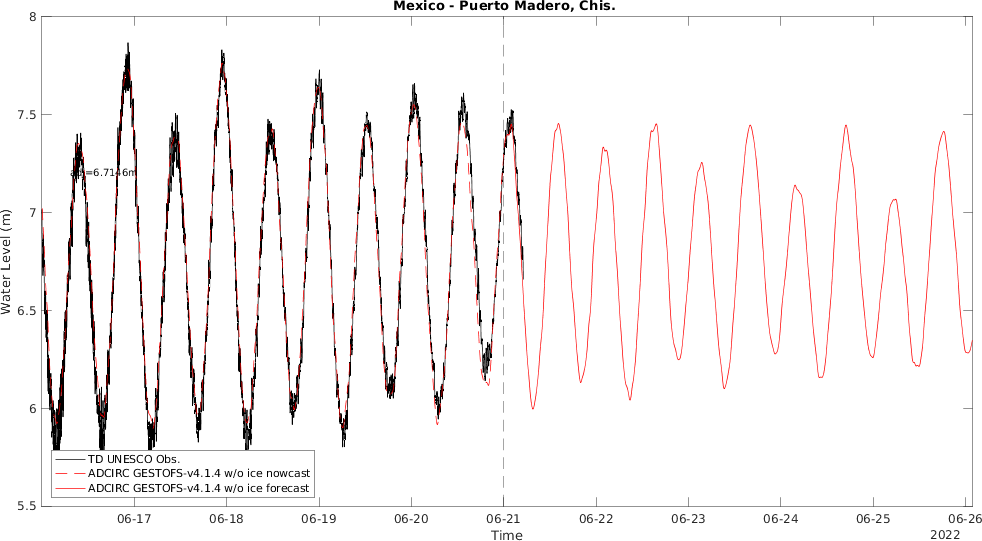 Mexico - Puerto Madero, Chis.
8
7.5
7
6.5
6
5.5
Water Level (m)
=6.7146m
TD UNESCO Obs.
ADCIRC GESTOFS-v4.1.4 w/o ice nowcast
ADCIRC GESTOFS-v4.1.4 w/o ice forecast
06-17 06-18 06-19 06-20 06-21 06-22 06-23 06-24 06-25 06-26
Time
2022